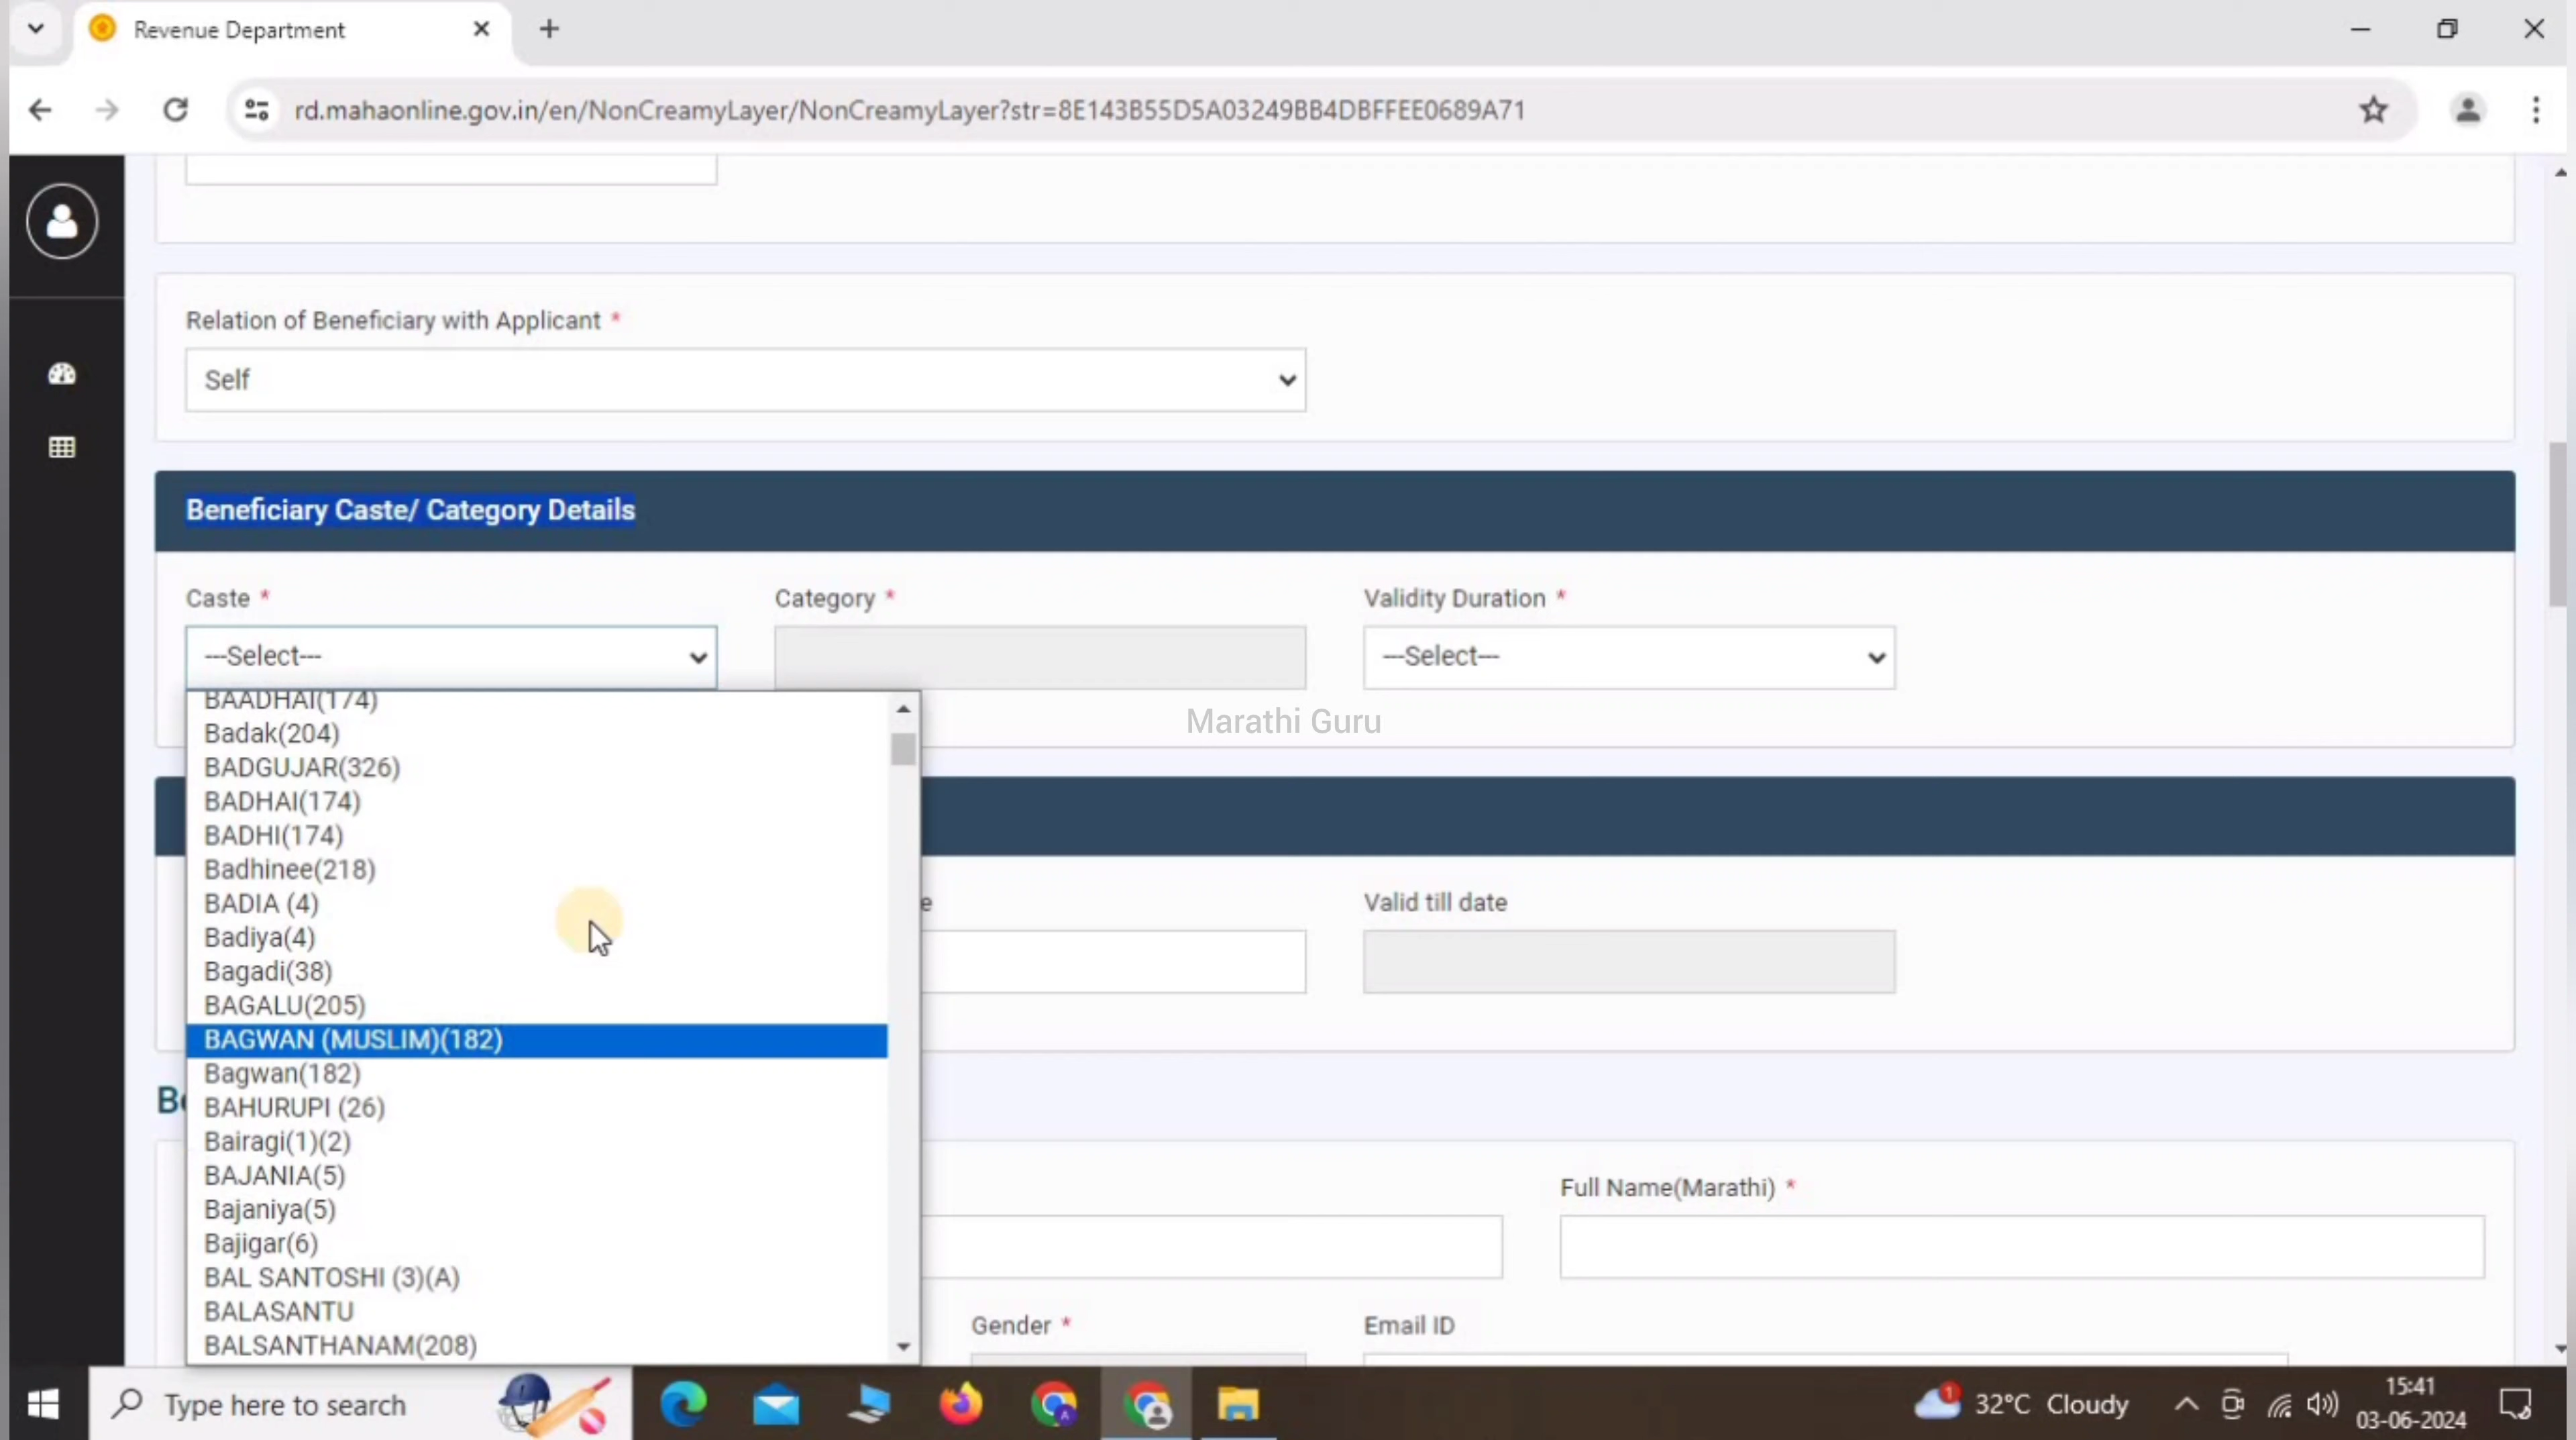 Revenue Department
rd.mahaonline.gov.in/en/NonCreamyLayer/NonCreamyLayer?str=8E143B55D5A03249BB4DBFFEE0689A71
Relation of Beneficiary with Applicant *
Self
Beneficiary Caste/ Category Details
Caste * Category * Validity Duration *
---Select--- ---Select---
Marathi Guru
BAADHAI(174)
Badak(204)
BADGUJAR(326)
BADHAI(174)
BADHI(174)
Badhinee(218)
BADIA (4)
Badiya(4)
Bagadi(38)
BAGALU(205)
BAGWAN (MUSLIM)(182)
Bagwan(182)
BAHURUPI (26)
Bairagi(1)(2)
BAJANIA(5)
Bajaniya(5)
Bajigar(6)
BAL SANTOSHI (3)(A)
BALASANTU
BALSANTHANAM(208)
Valid till date
Full Name(Marathi) *
Gender * Email ID
Type here to search
32°C Cloudy
15:41
03-06-2024